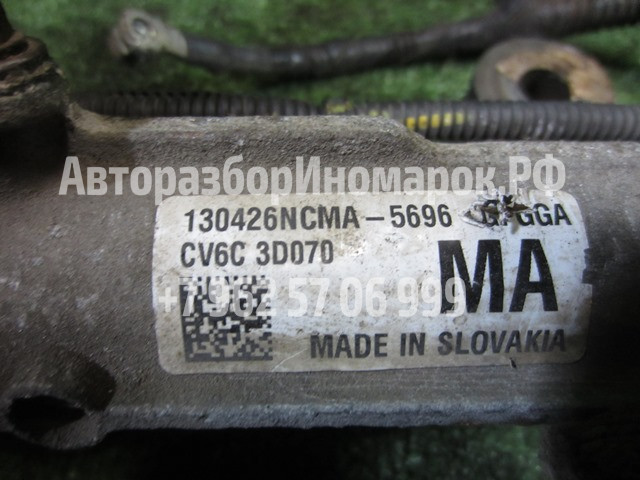 АвторазборИномарок.РФ
130426NCMA-5696 GGA
CV6C 3D070
MA
+7 962 57 06 999
MADE IN SLOVAKIA